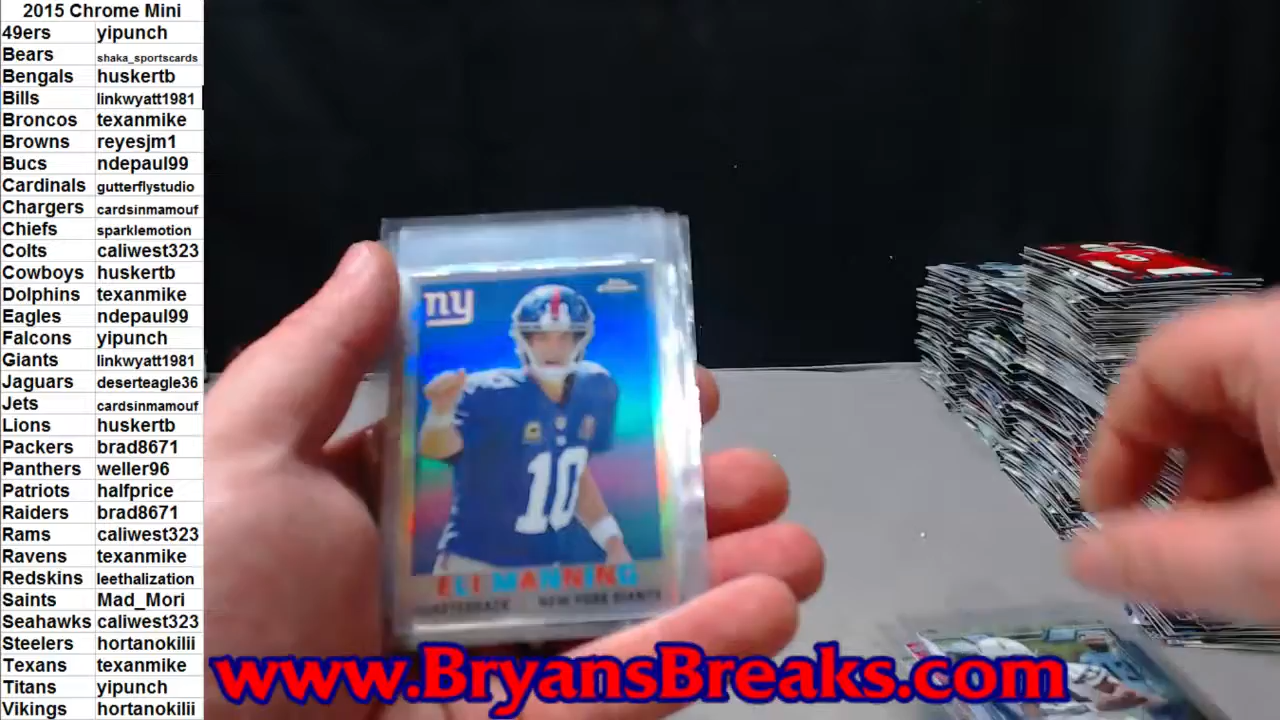 2015 Chrome Mini
49ers yipunch
Bears shaka_sportscards
Bengals huskertb
Bills linkwyatt1981
Broncos texanmike
Browns reyesjm1
Bucs ndepaul99
Cardinals gutterflystudio
Chargers cardsinmamouf
Chiefs sparklemotion
Colts caliwest323
Cowboys huskertb
Dolphins texanmike
Eagles ndepaul99
Falcons yipunch
Giants linkwyatt1981
Jaguars deserteagle36
Jets cardsinmamouf
Lions huskertb
Packers brad8671
Panthers weller96
Patriots halfprice
Raiders brad8671
Rams caliwest323
Ravens texanmike
Redskins leethalization
Saints Mad_Mori
Seahawks caliwest323
Steelers hortanokilii
Texans texanmike
Titans yipunch
Vikings hortanokilii
ny
10
ELI MANNING
QUARTERBACK NEW YORK GIANTS
www.BryansBreaks.com